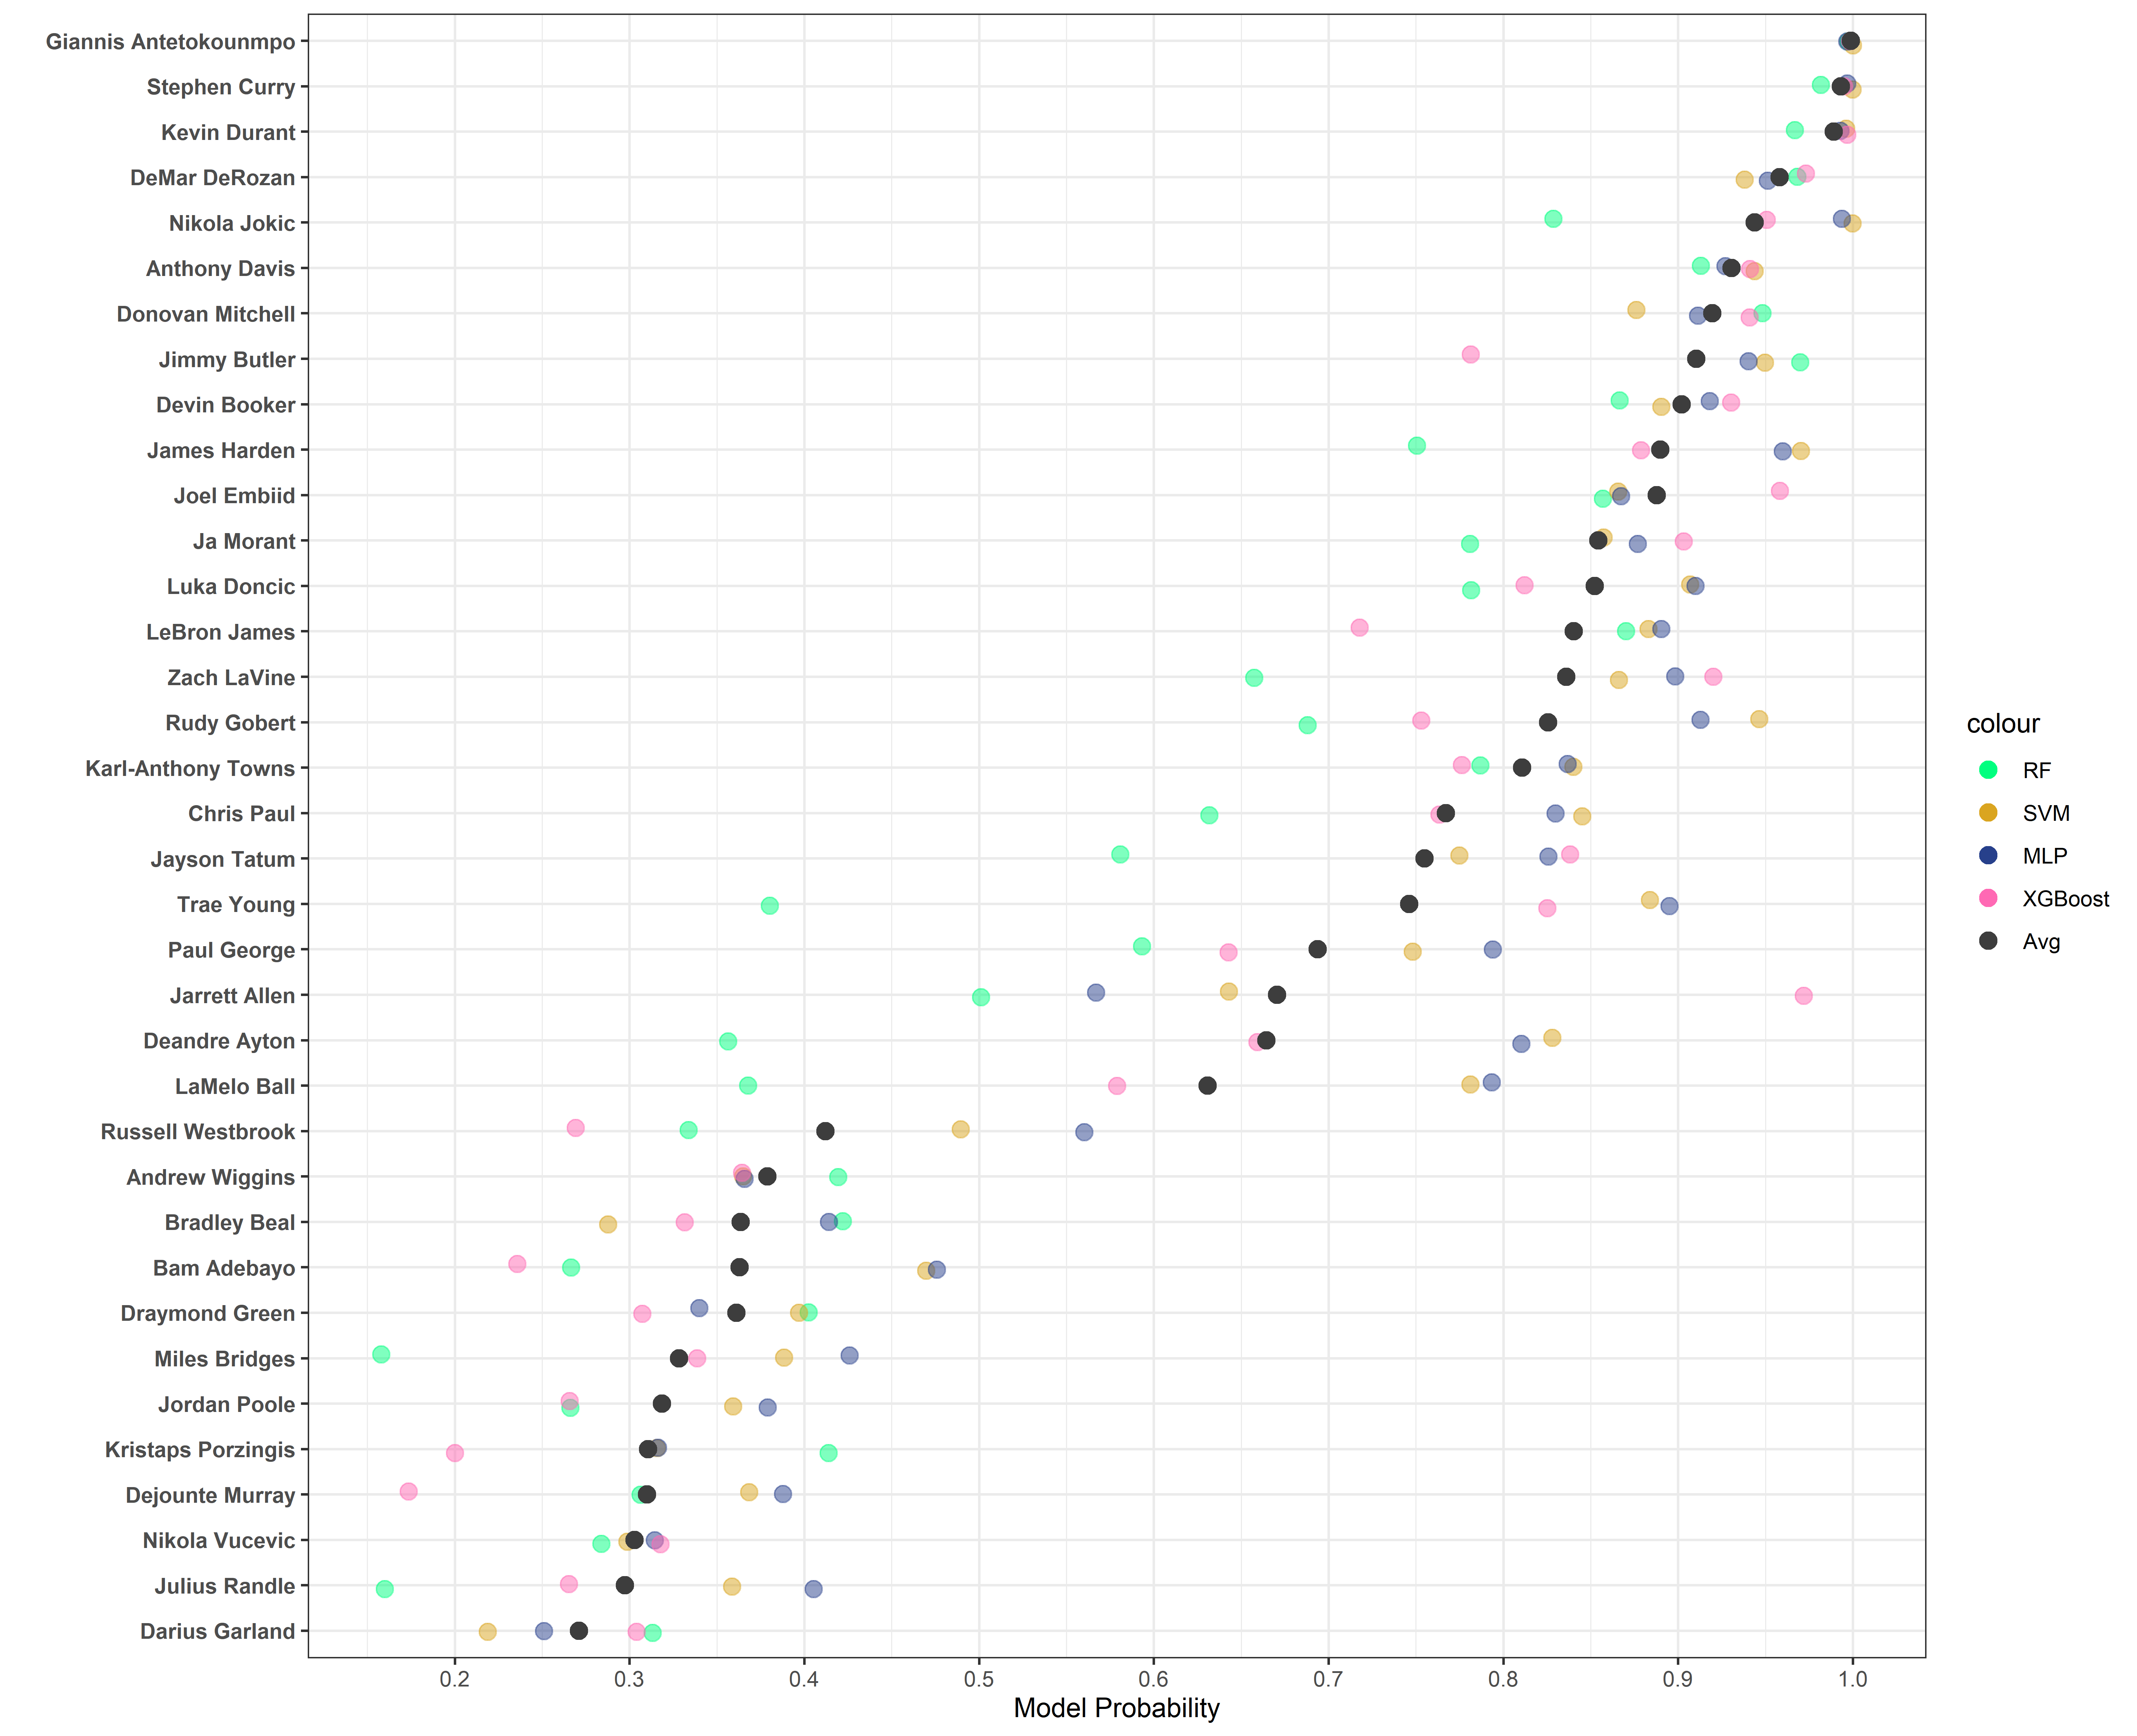 Giannis Antetokounmpo
Stephen Curry
Kevin Durant
DeMar DeRozan
Nikola Jokic
Anthony Davis
Donovan Mitchell
Jimmy Butler
Devin Booker
James Harden
Joel Embiid
Ja Morant
Luka Doncic
LeBron James
Zach LaVine
Rudy Gobert
Karl-Anthony Towns
Chris Paul
Jayson Tatum
Trae Young
Paul George
Jarrett Allen
Deandre Ayton
LaMelo Ball
Russell Westbrook
Andrew Wiggins
Bradley Beal
Bam Adebayo
Draymond Green
Miles Bridges
Jordan Poole
Kristaps Porzingis
Dejounte Murray
Nikola Vucevic
Julius Randle
Darius Garland
0.2 0.3 0.4 0.5 0.6 0.7 0.8 0.9 1.0
Model Probability
colour
RF
SVM
MLP
XGBoost
Avg